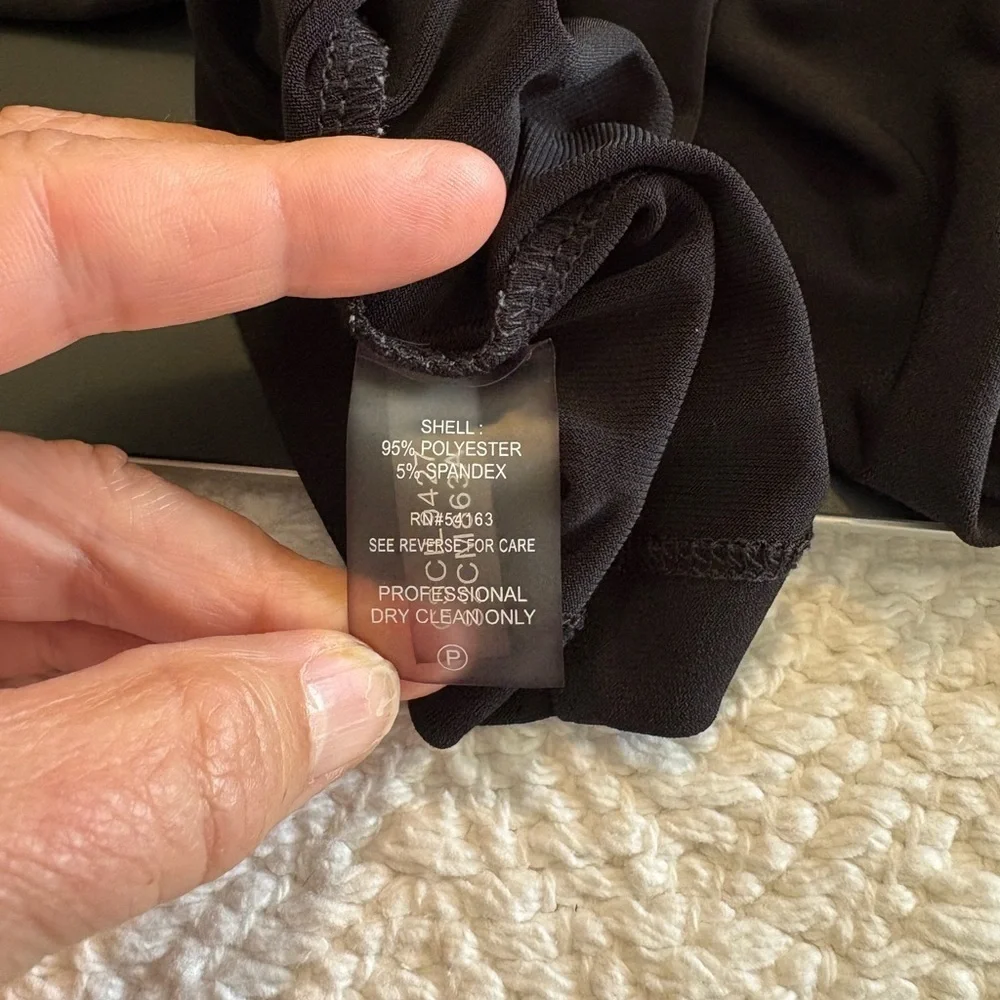 SHELL :
95% POLYESTER
5% SPANDEX
RN#54163
SEE REVERSE FOR CARE
PROFESSIONAL
DRY CLEAN ONLY
P